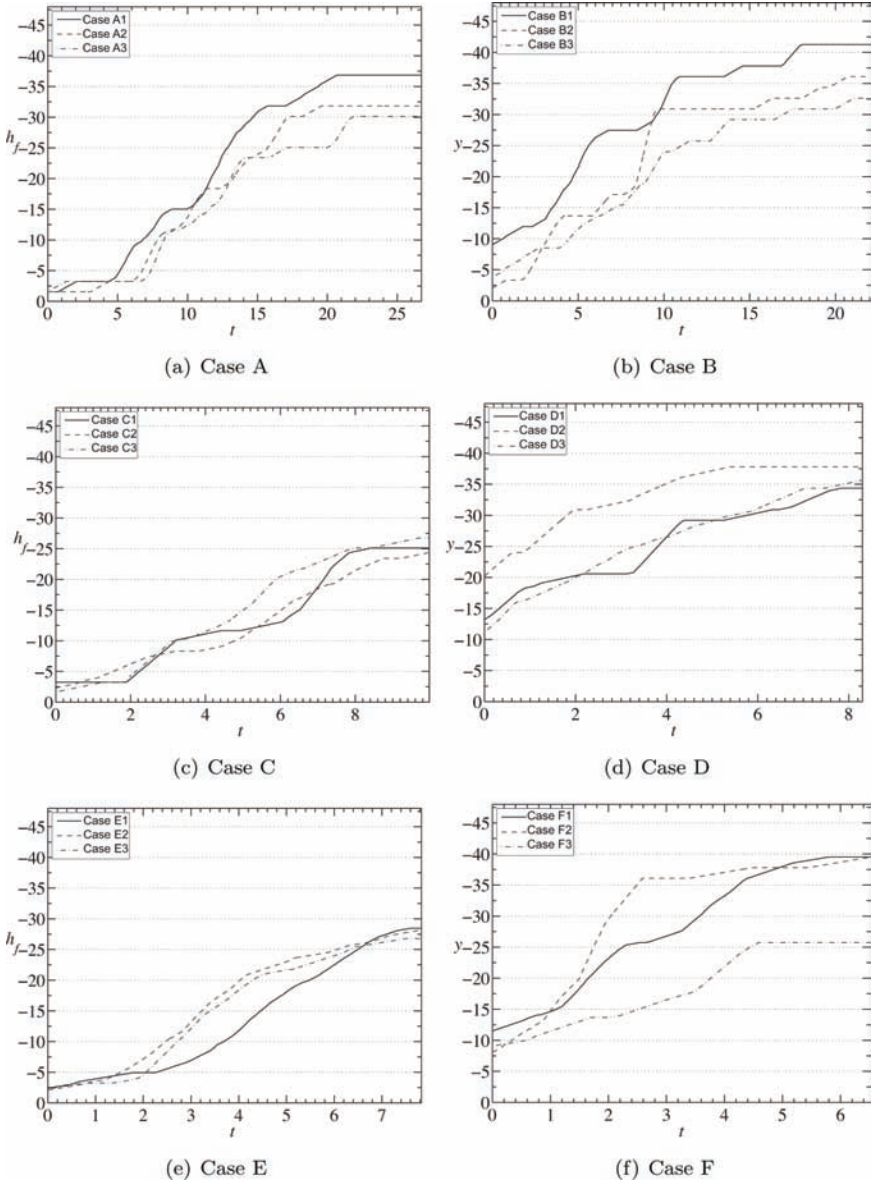 Case A1
Case A2
Case A3
-45
-40
-35
-30
h_f -25
-20
-15
-10
-5
0
0 5 10 15 20 25
t
(a) Case A
Case B1
Case B2
Case B3
-45
-40
-35
-30
y -25
-20
-15
-10
-5
0
0 5 10 15 20
t
(b) Case B
Case C1
Case C2
Case C3
-45
-40
-35
-30
h_f -25
-20
-15
-10
-5
0
0 2 4 6 8
t
(c) Case C
Case D1
Case D2
Case D3
-45
-40
-35
-30
y -25
-20
-15
-10
-5
0
0 2 4 6 8
t
(d) Case D
Case E1
Case E2
Case E3
-45
-40
-35
-30
h_f -25
-20
-15
-10
-5
0
0 1 2 3 4 5 6 7
t
(e) Case E
Case F1
Case F2
Case F3
-45
-40
-35
-30
y -25
-20
-15
-10
-5
0
0 1 2 3 4 5 6
t
(f) Case F